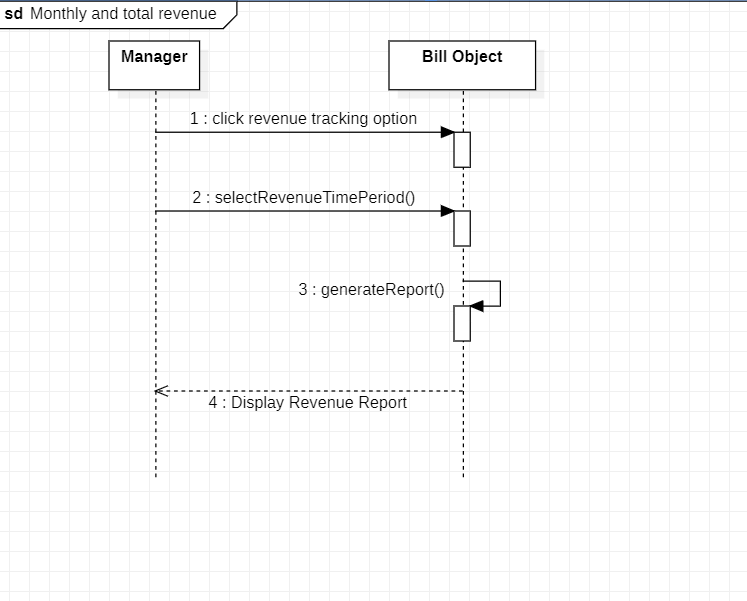 sd Monthly and total revenue
Manager
Bill Object
1 : click revenue tracking option
2 : selectRevenueTimePeriod()
3 : generateReport()
4 : Display Revenue Report